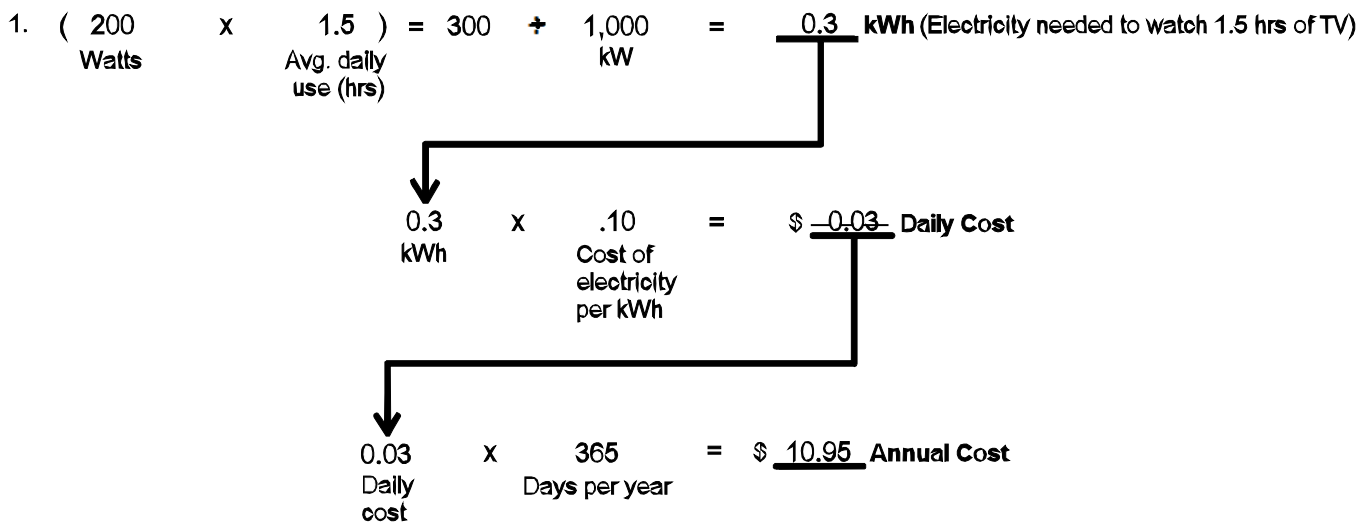 1. ( 200 x 1.5 ) = 300 ÷ 1,000 = 0.3 kWh (Electricity needed to watch 1.5 hrs of TV)
Watts Avg. daily kW
use (hrs)
0.3 x .10 = $ 0.03 Daily Cost
kWh Cost of
electricity
per kWh
0.03 x 365 = $ 10.95 Annual Cost
Daily Days per year
cost